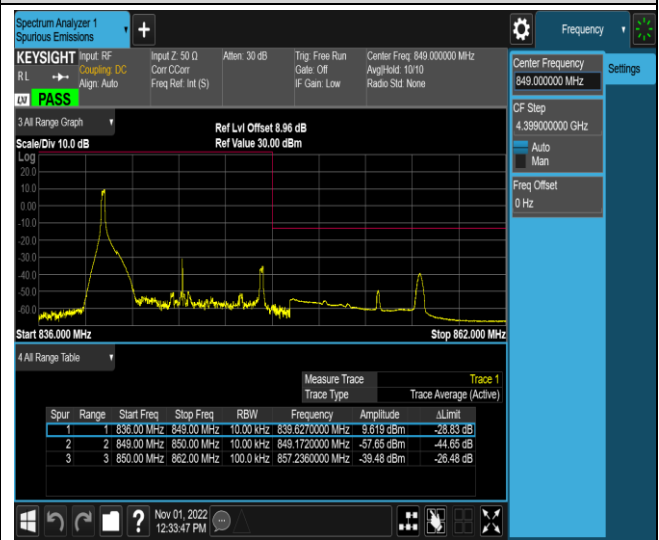 Spectrum Analyzer 1
Spurious Emissions
Frequency
KEYSIGHT Input: RF Input Z: 50 Ω Atten: 30 dB Trig: Free Run Center Freq: 849.000000 MHz
R L Coupling: DC Corr CCorr Gate: Off Avg|Hold: 10/10
Align: Auto Freq Ref: Int (S) IF Gain: Low Radio Std: None
LXI PASS
Center Frequency
849.000000 MHz
Settings
CF Step
4.399000000 GHz
Auto
Man
Freq Offset
0 Hz
3 All Range Graph
Ref Lvl Offset 8.96 dB
Scale/Div 10.0 dB Ref Value 30.00 dBm
Log
20.0
10.0
0.00
-10.0
-20.0
-30.0
-40.0
-50.0
-60.0
Start 836.000 MHz Stop 862.000 MHz
4 All Range Table
Measure Trace Trace 1
Trace Type Trace Average (Active)
Spur Range Start Freq Stop Freq RBW Frequency Amplitude ΔLimit
1 1 836.00 MHz 849.00 MHz 10.00 kHz 839.6270000 MHz 9.619 dBm -28.83 dB
2 2 849.00 MHz 850.00 MHz 10.00 kHz 849.1720000 MHz -57.65 dBm -44.65 dB
3 3 850.00 MHz 862.00 MHz 100.0 kHz 857.2360000 MHz -39.48 dBm -26.48 dB
Nov 01, 2022
12:33:47 PM